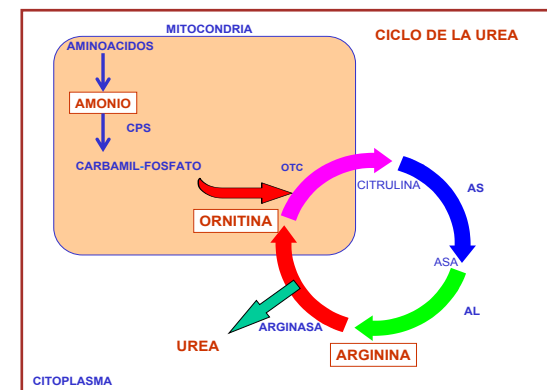 MITOCONDRIA
CICLO DE LA UREA
AMINOACIDOS
AMONIO
CPS
CARBAMIL-FOSFATO
OTC
CITRULINA
AS
ORNITINA
ASA
AL
ARGINASA
UREA
ARGININA
CITOPLASMA